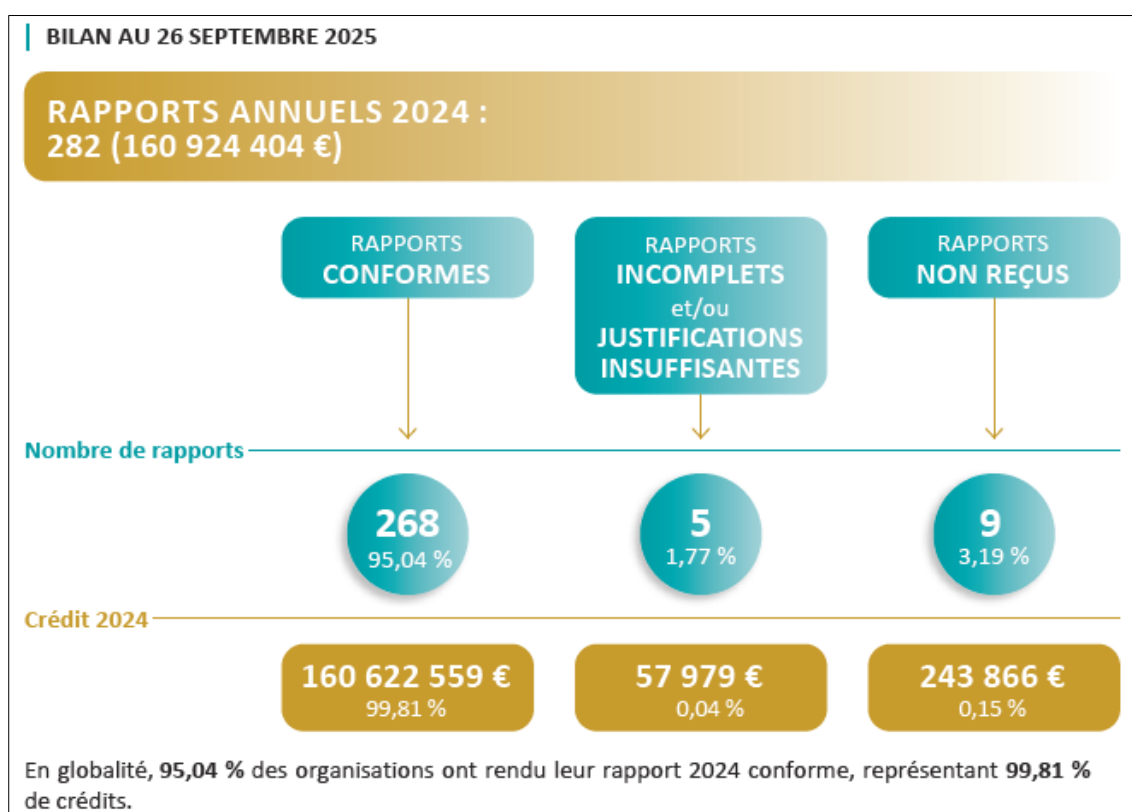 BILAN AU 26 SEPTEMBRE 2025
RAPPORTS ANNUELS 2024 :
282 (160 924 404 €)
RAPPORTS
CONFORMES
RAPPORTS
INCOMPLETS
et/ou
JUSTIFICATIONS
INSUFFISANTES
RAPPORTS
NON REÇUS
Nombre de rapports
268
95,04 %
5
1,77 %
9
3,19 %
Crédit 2024
160 622 559 €
99,81 %
57 979 €
0,04 %
243 866 €
0,15 %
En globalité, 95,04 % des organisations ont rendu leur rapport 2024 conforme, représentant 99,81 %
de crédits.